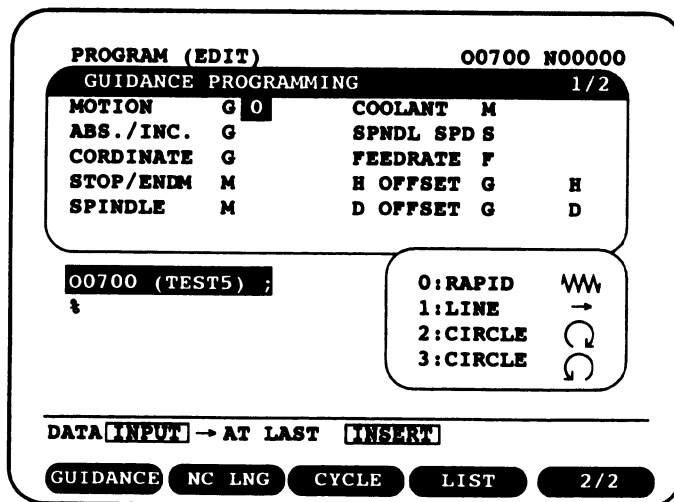 PROGRAM (EDIT) O0700 N00000
GUIDANCE PROGRAMMING 1/2
MOTION G 0 COOLANT M
ABS./INC. G SPNDL SPD S
CORDINATE G FEEDRATE F
STOP/ENDM M H OFFSET G H
SPINDLE M D OFFSET G D
O0700 (TEST5) ;
%
0:RAPID
1:LINE →
2:CIRCLE
3:CIRCLE
DATA INPUT → AT LAST INSERT
GUIDANCE NC LNG CYCLE LIST 2/2